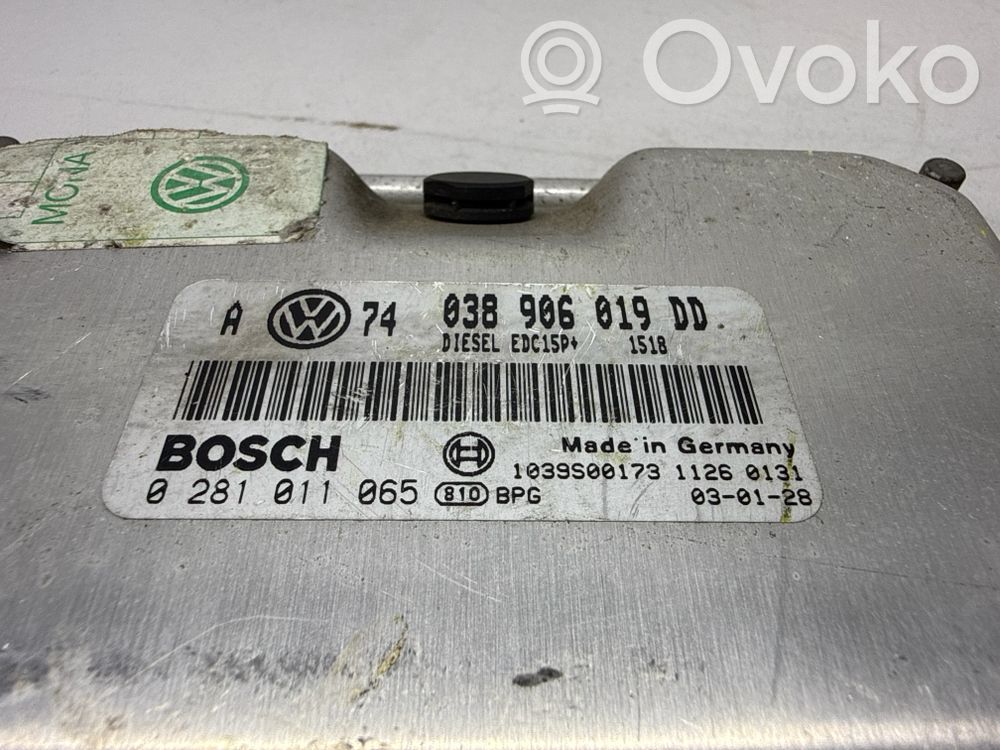 Ovoko
A 74 038 906 019 DD
DIESEL EDC15P+ 1518
BOSCH
Made in Germany
1039S00173 1126 0131
0 281 011 065 810 BPG
03-01-28